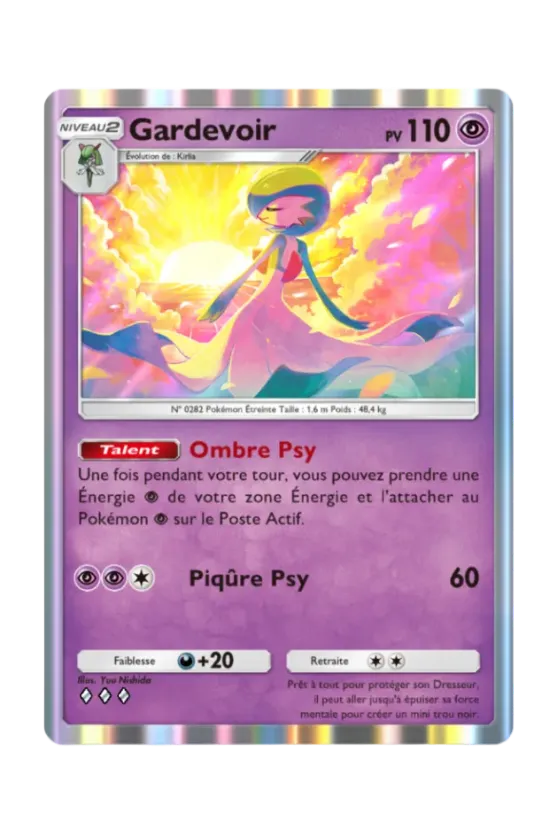 NIVEAU2 Gardevoir PV 110
Évolution de : Kirlia
N° 0282 Pokémon Étreinte Taille : 1,6 m Poids : 48,4 kg
Talent Ombre Psy
Une fois pendant votre tour, vous pouvez prendre une
Énergie de votre zone Énergie et l'attacher au
Pokémon sur le Poste Actif.
Piqûre Psy 60
Faiblesse +20 Retraite
Illus. You Nishida
Prêt à tout pour protéger son Dresseur,
il peut aller jusqu'à épuiser sa force
mentale pour créer un mini trou noir.